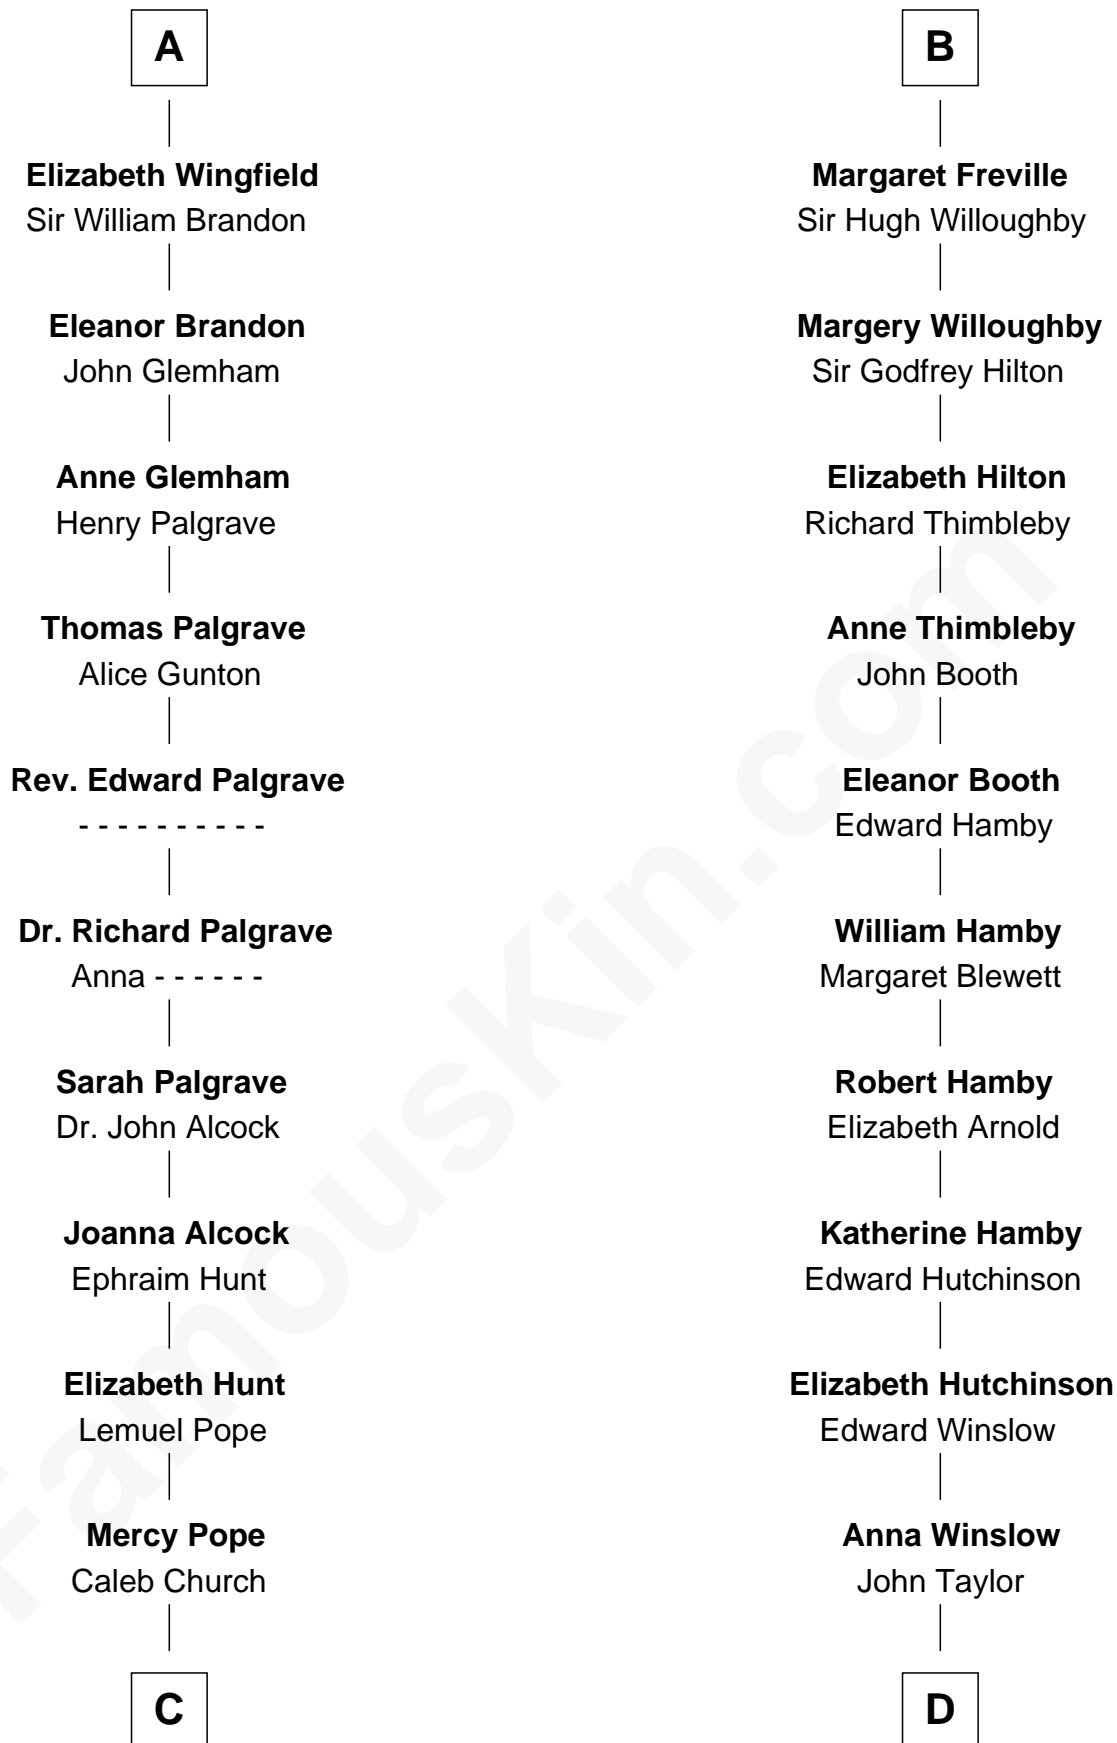 A
Elizabeth Wingfield
Sir William Brandon
Eleanor Brandon
John Glemham
Anne Glemham
Henry Palgrave
Thomas Palgrave
Alice Gunton
Rev. Edward Palgrave
- - - - - - - - - -
Dr. Richard Palgrave
Anna - - - - - -
Sarah Palgrave
Dr. John Alcock
Joanna Alcock
Ephraim Hunt
Elizabeth Hunt
Lemuel Pope
Mercy Pope
Caleb Church
C
B
Margaret Freville
Sir Hugh Willoughby
Margery Willoughby
Sir Godfrey Hilton
Elizabeth Hilton
Richard Thimbleby
Anne Thimbleby
John Booth
Eleanor Booth
Edward Hamby
William Hamby
Margaret Blewett
Robert Hamby
Elizabeth Arnold
Katherine Hamby
Edward Hutchinson
Elizabeth Hutchinson
Edward Winslow
Anna Winslow
John Taylor
D
FamousKin.com